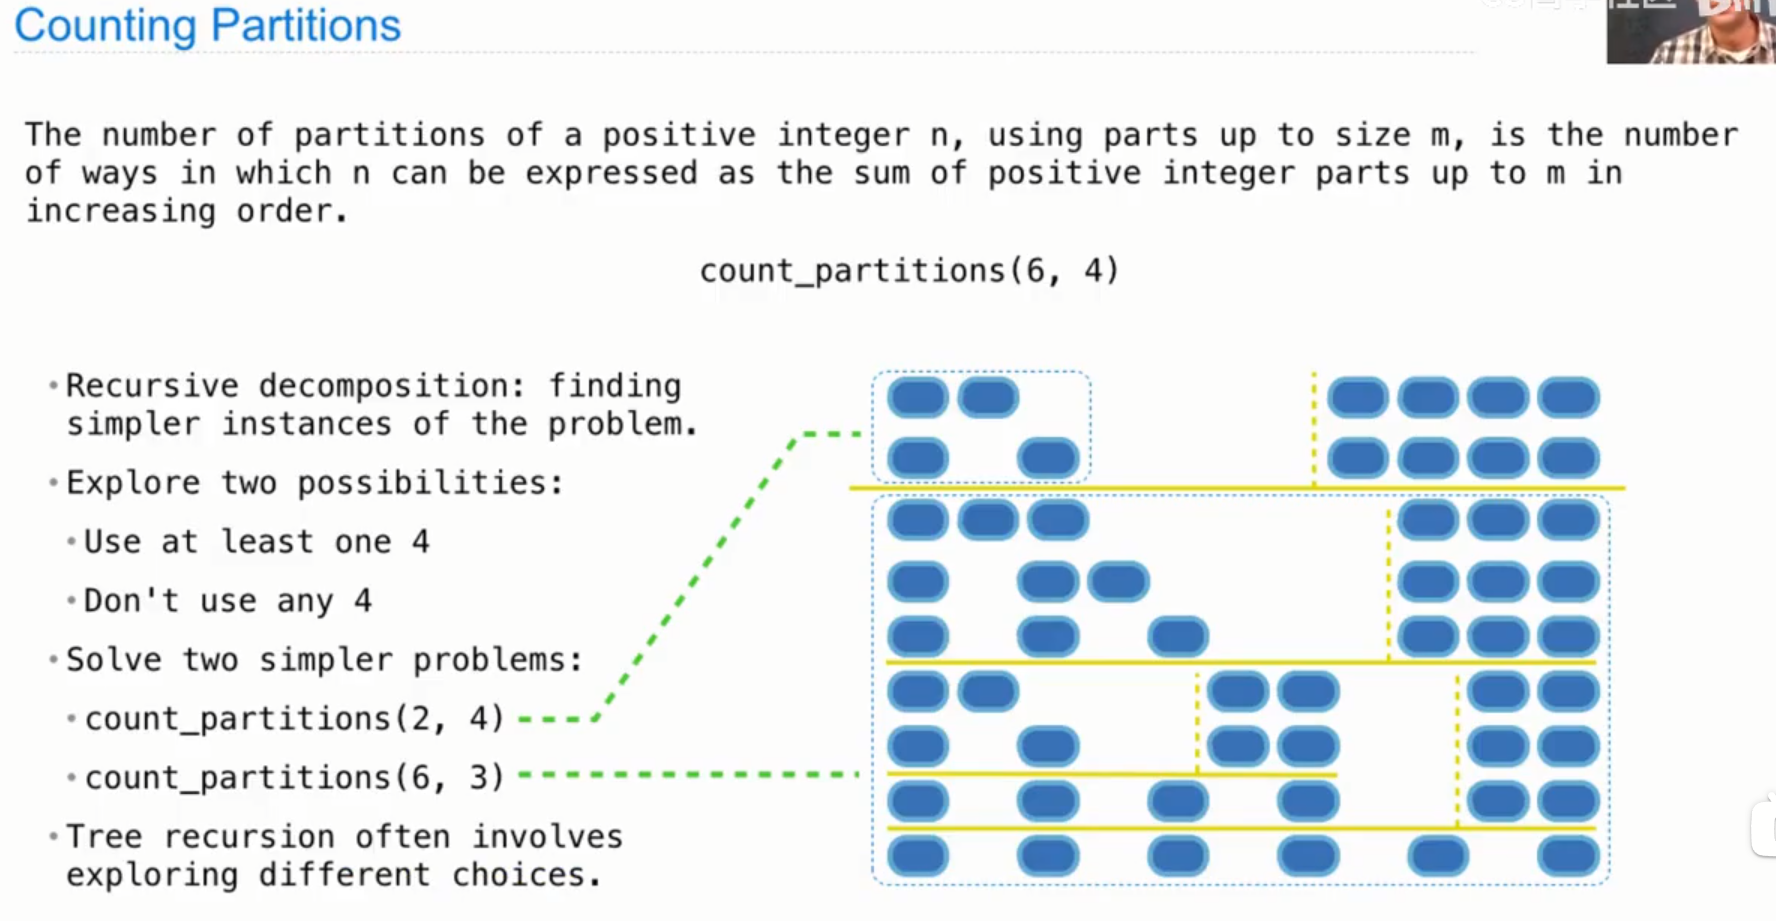 Counting Partitions
The number of partitions of a positive integer n, using parts up to size m, is the number
of ways in which n can be expressed as the sum of positive integer parts up to m in
increasing order.
count_partitions(6, 4)
•Recursive decomposition: finding
simpler instances of the problem.
•Explore two possibilities:
•Use at least one 4
•Don't use any 4
•Solve two simpler problems:
•count_partitions(2, 4)
•count_partitions(6, 3)
•Tree recursion often involves
exploring different choices.